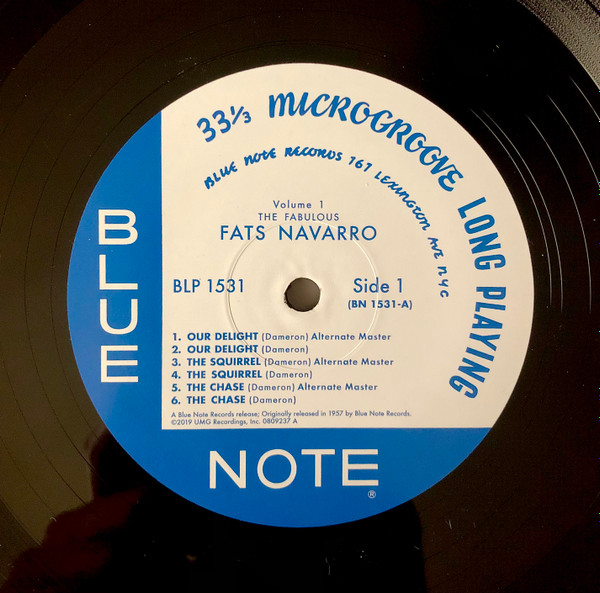 33⅓ MICROGROOVE LONG PLAYING
BLUE NOTE RECORDS 767 LEXINGTON AVE NYC
Volume 1
THE FABULOUS
FATS NAVARRO
BLP 1531
Side 1
(BN 1531-A)
1. OUR DELIGHT (Dameron) Alternate Master
2. OUR DELIGHT (Dameron)
3. THE SQUIRREL (Dameron) Alternate Master
4. THE SQUIRREL (Dameron)
5. THE CHASE (Dameron) Alternate Master
6. THE CHASE (Dameron)
A Blue Note Records release; Originally released in 1957 by Blue Note Records.
©2019 UMG Recordings, Inc. 0809237 A
BLUE
NOTE®